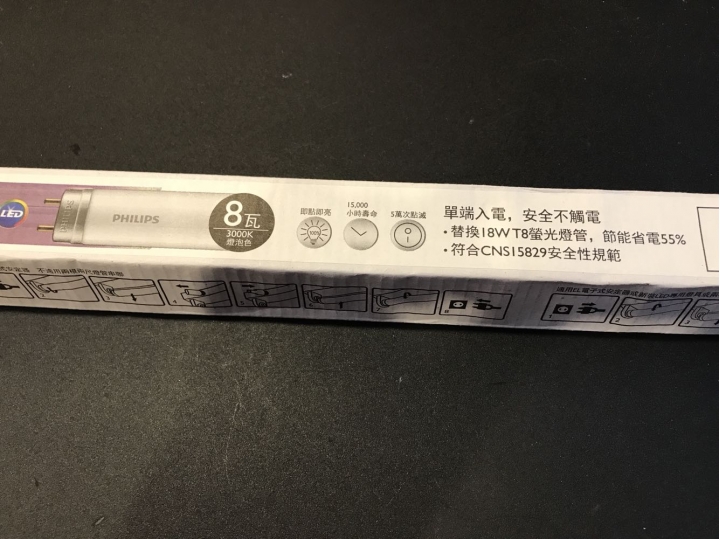 LED
PHILIPS
8瓦
3000K
燈泡色
即點即亮
100%
15,000
小時壽命
5萬次點滅
單端入電，安全不觸電
•替換18W T8螢光燈管，節能省電55%
•符合CNS15829安全性規範